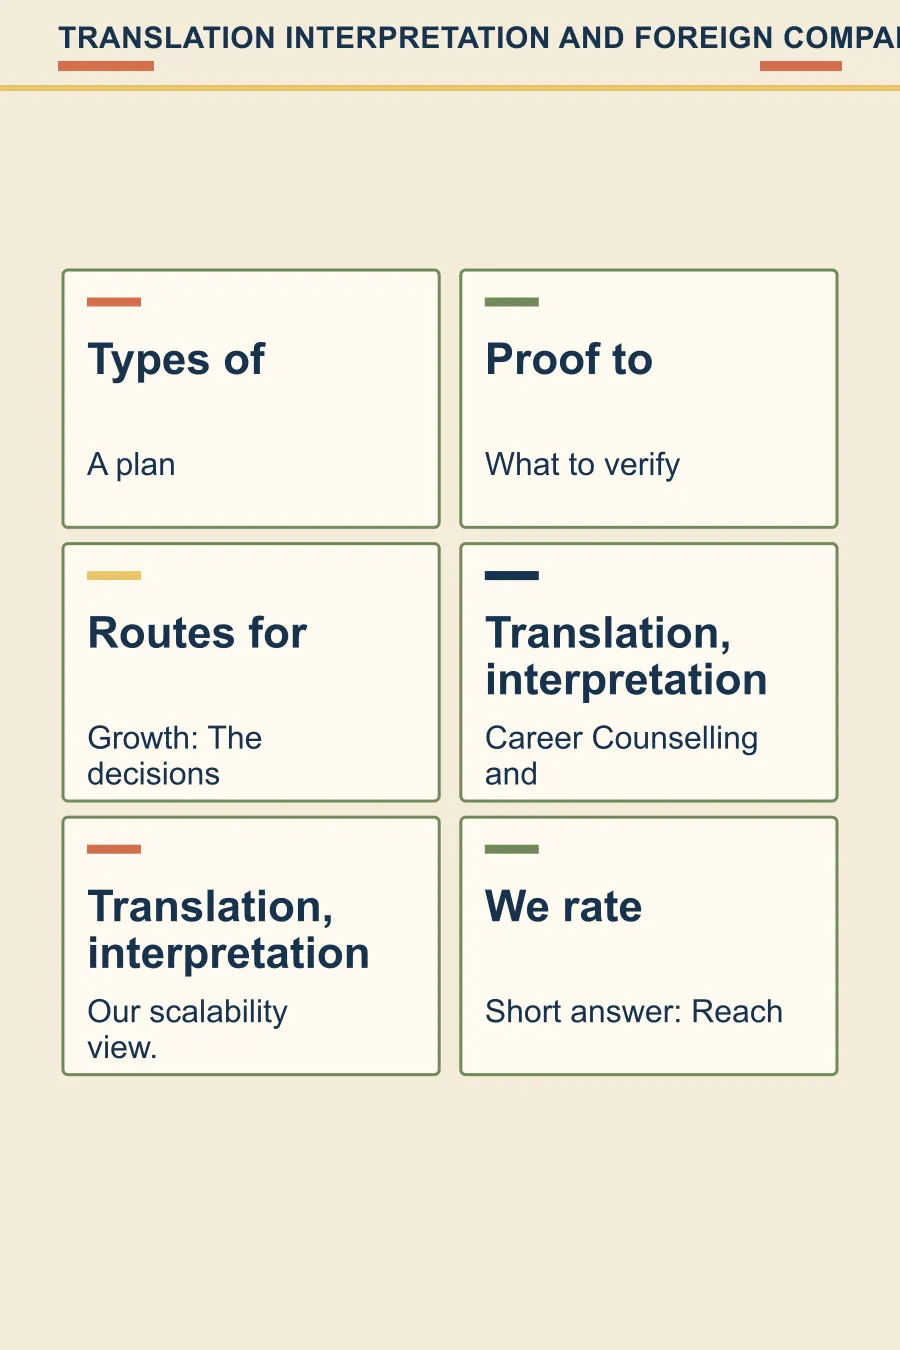 TRANSLATION INTERPRETATION AND FOREIGN
Types of
A plan
Proof to
What to verify
Routes for
Growth: The
decisions
Translation,
interpretation
Career Counselling
and
Translation,
interpretation
Our scalability
view.
We rate
Short answer: Reach